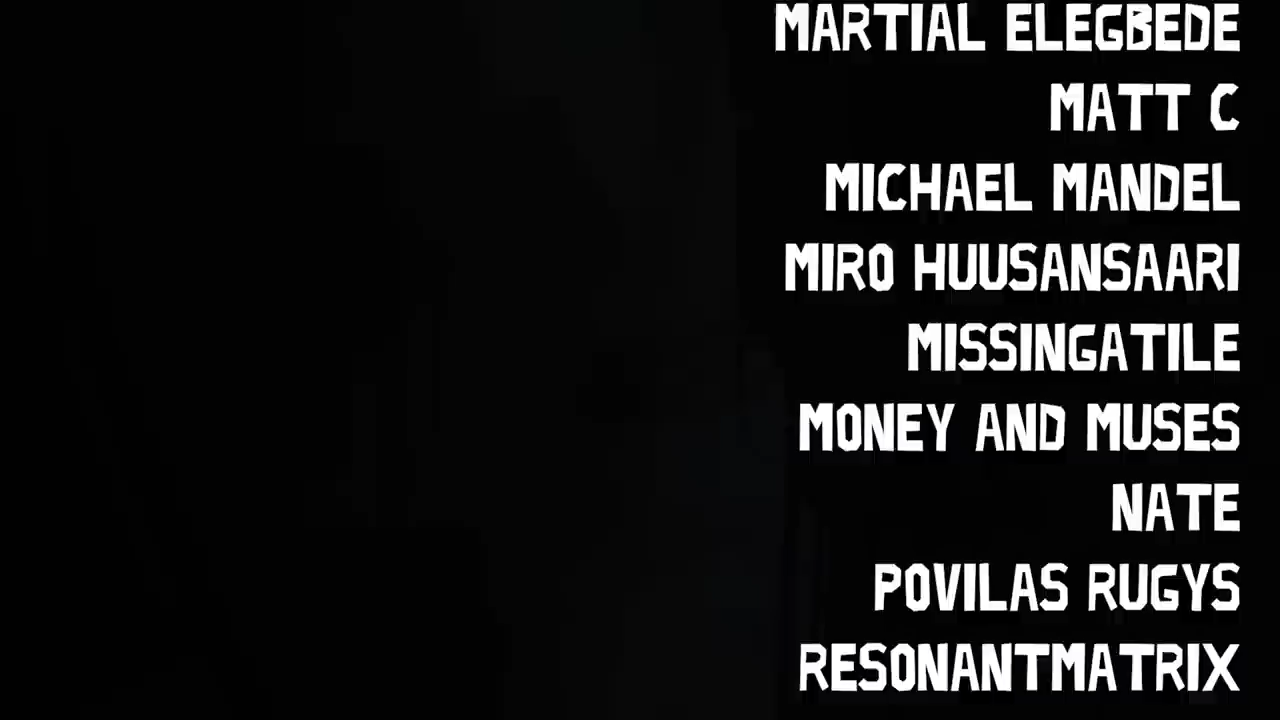 MARTIAL ELEGBEDE
MATT C
MICHAEL MANDEL
MIRO HUUSANSAARI
MISSINGATILE
MONEY AND MUSES
NATE
POVILAS RUGYS
RESONANTMATRIX